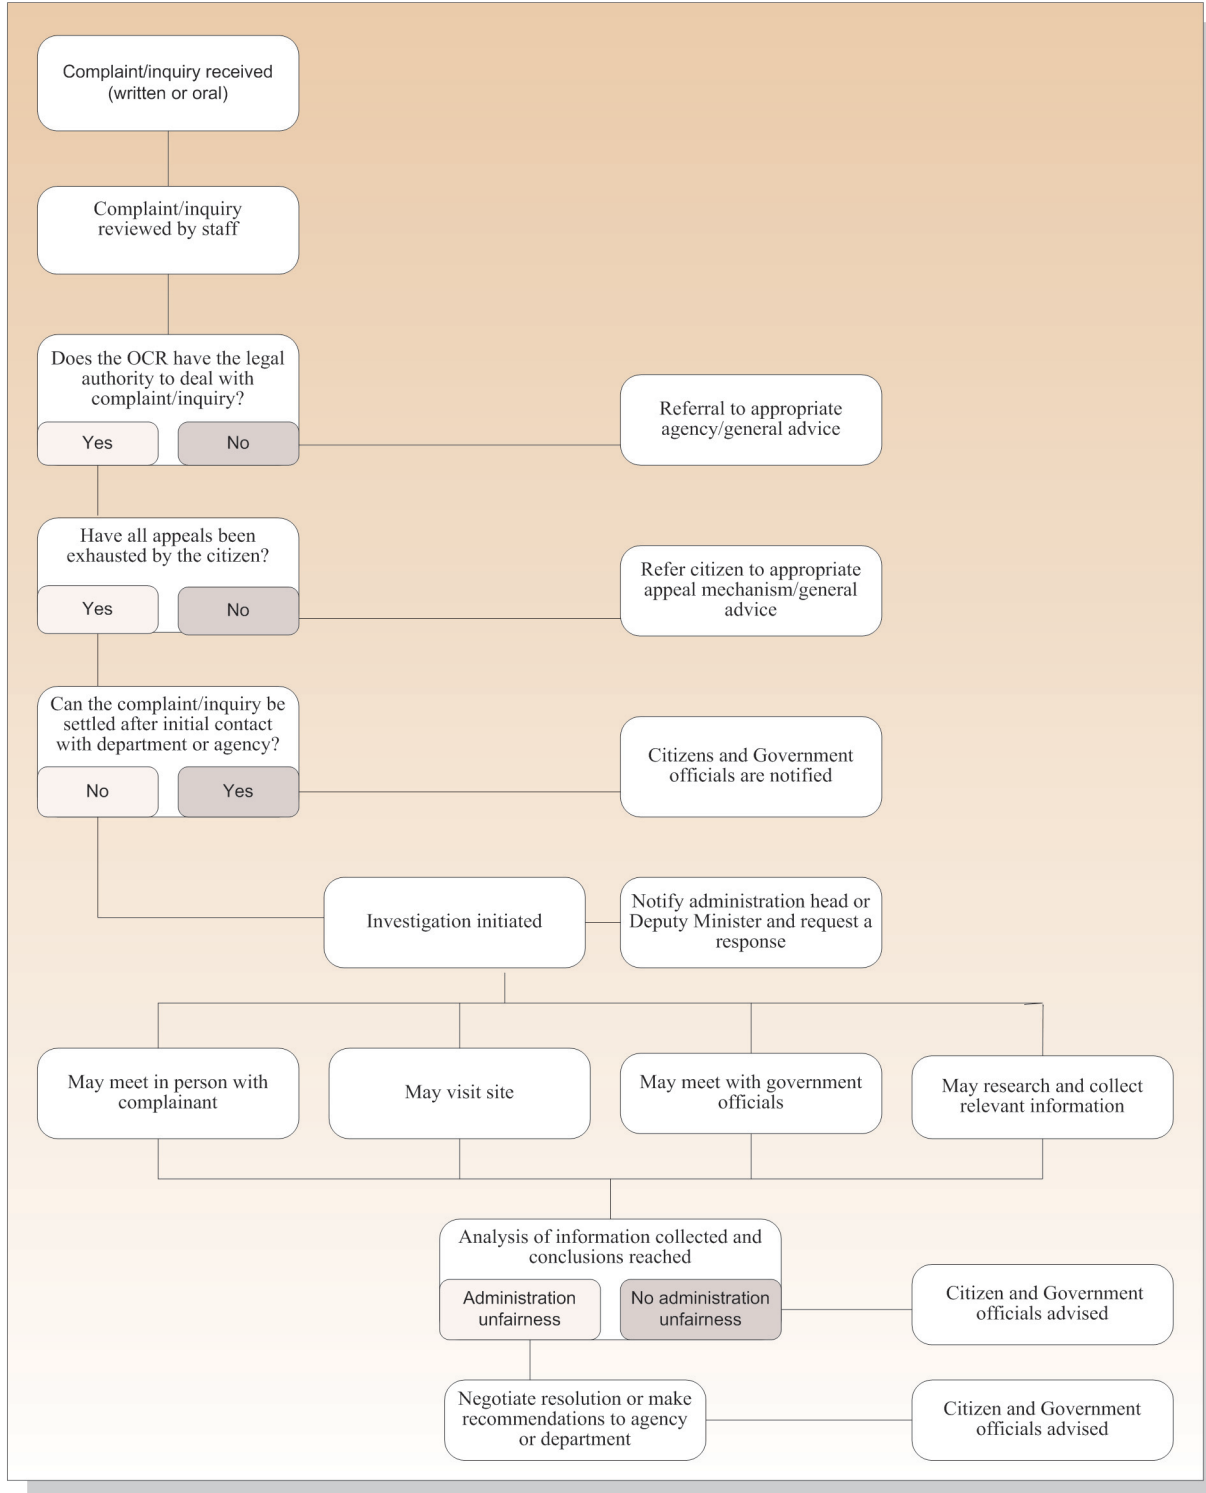 Complaint/inquiry received
(written or oral)
Complaint/inquiry
reviewed by staff
Does the OCR have the legal
authority to deal with
complaint/inquiry?
Yes
No
Referral to appropriate
agency/general advice
Have all appeals been
exhausted by the citizen?
Yes
No
Refer citizen to appropriate
appeal mechanism/general
advice
Can the complaint/inquiry be
settled after initial contact
with department or agency?
No
Yes
Citizens and Government
officials are notified
Investigation initiated
Notify administration head or
Deputy Minister and request a
response
May meet in person with
complainant
May visit site
May meet with government
officials
May research and collect
relevant information
Analysis of information collected and
conclusions reached
Administration
unfairness
No administration
unfairness
Citizen and Government
officials advised
Negotiate resolution or make
recommendations to agency
or department
Citizen and Government
officials advised